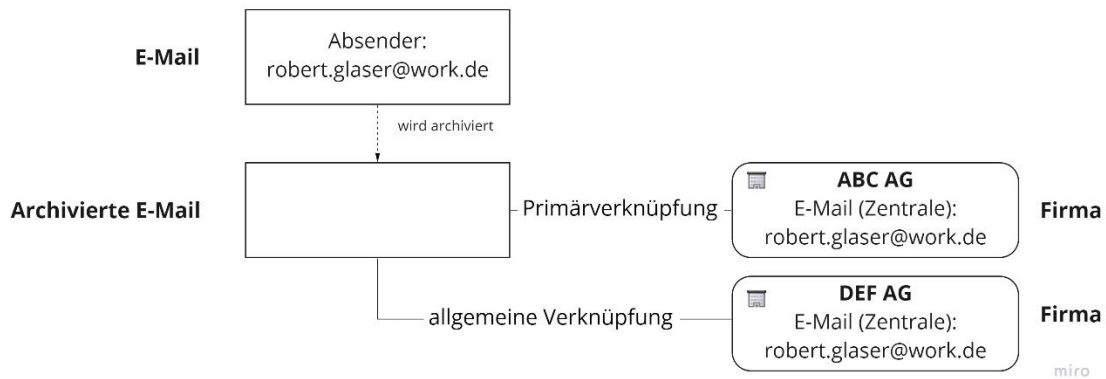 E-Mail
Absender:
robert.glaser@work.de
wird archiviert
Archivierte E-Mail
Primärverknüpfung
ABC AG
E-Mail (Zentrale):
robert.glaser@work.de
Firma
allgemeine Verknüpfung
DEF AG
E-Mail (Zentrale):
robert.glaser@work.de
Firma
miro